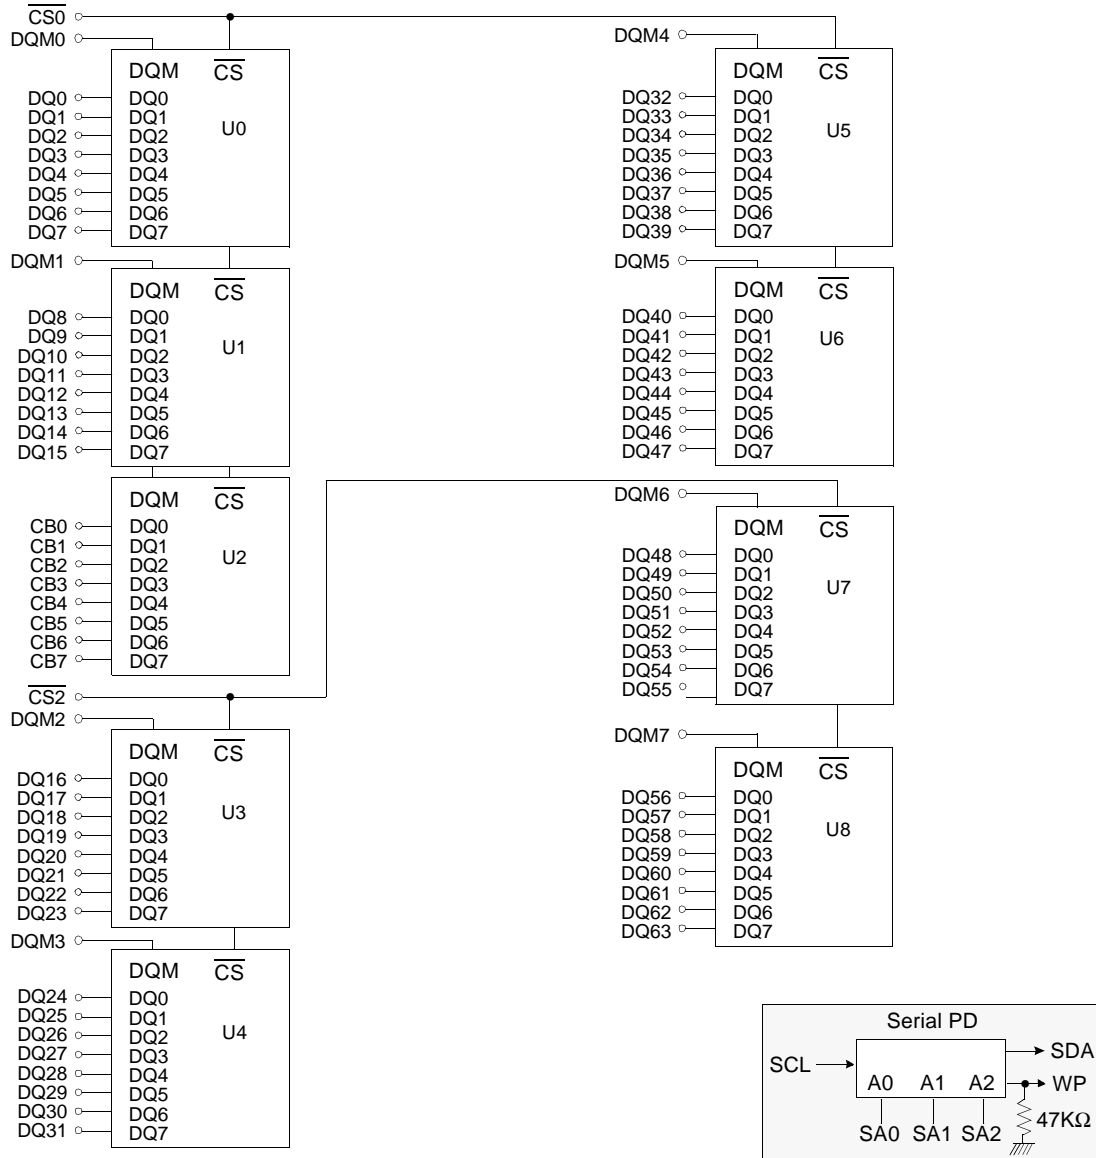 CS0
DQM0
DQM CS
DQ0 DQ0
DQ1 DQ1
DQ2 DQ2
DQ3 DQ3
DQ4 DQ4
DQ5 DQ5
DQ6 DQ6
DQ7 DQ7
U0
DQM1
DQM CS
DQ8 DQ0
DQ9 DQ1
DQ10 DQ2
DQ11 DQ3
DQ12 DQ4
DQ13 DQ5
DQ14 DQ6
DQ15 DQ7
U1
DQM CS
CB0 DQ0
CB1 DQ1
CB2 DQ2
CB3 DQ3
CB4 DQ4
CB5 DQ5
CB6 DQ6
CB7 DQ7
U2
CS2
DQM2
DQM CS
DQ16 DQ0
DQ17 DQ1
DQ18 DQ2
DQ19 DQ3
DQ20 DQ4
DQ21 DQ5
DQ22 DQ6
DQ23 DQ7
U3
DQM3
DQM CS
DQ24 DQ0
DQ25 DQ1
DQ26 DQ2
DQ27 DQ3
DQ28 DQ4
DQ29 DQ5
DQ30 DQ6
DQ31 DQ7
U4
DQM4
DQM CS
DQ32 DQ0
DQ33 DQ1
DQ34 DQ2
DQ35 DQ3
DQ36 DQ4
DQ37 DQ5
DQ38 DQ6
DQ39 DQ7
U5
DQM5
DQM CS
DQ40 DQ0
DQ41 DQ1
DQ42 DQ2
DQ43 DQ3
DQ44 DQ4
DQ45 DQ5
DQ46 DQ6
DQ47 DQ7
U6
DQM6
DQM CS
DQ48 DQ0
DQ49 DQ1
DQ50 DQ2
DQ51 DQ3
DQ52 DQ4
DQ53 DQ5
DQ54 DQ6
DQ55 DQ7
U7
DQM7
DQM CS
DQ56 DQ0
DQ57 DQ1
DQ58 DQ2
DQ59 DQ3
DQ60 DQ4
DQ61 DQ5
DQ62 DQ6
DQ63 DQ7
U8
Serial PD
SCL SDA
A0 A1 A2 WP
SA0 SA1 SA2 47KΩ